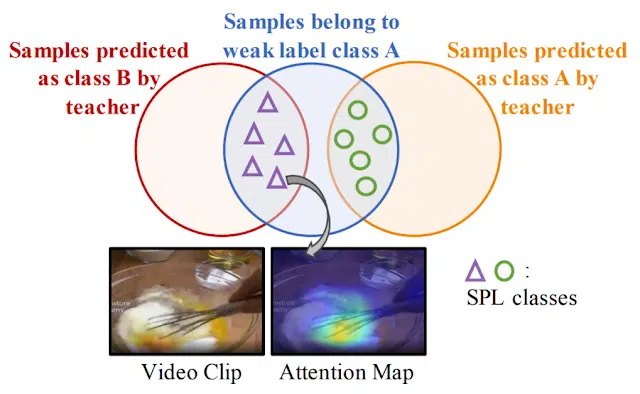 Samples predicted
as class B by
teacher
Samples belong to
weak label class A
Samples predicted
as class A by
teacher
:
SPL classes
Video Clip
Attention Map